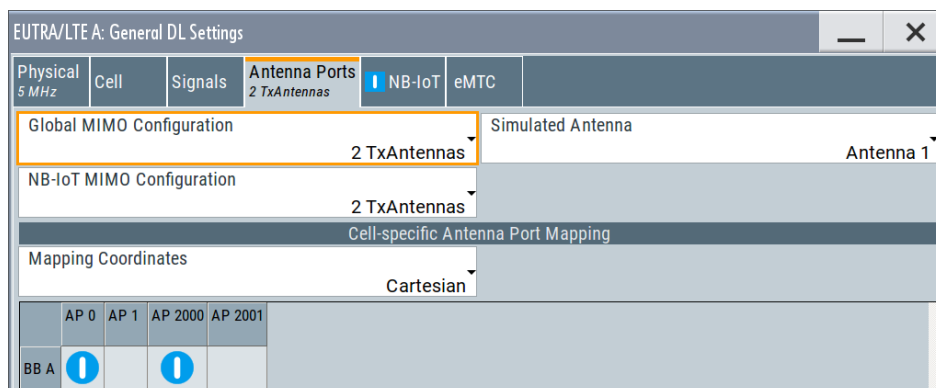 EUTRA/LTE A: General DL Settings
Physical
5 MHz
Cell
Signals
Antenna Ports
2 TxAntennas
NB-IoT
eMTC
Global MIMO Configuration
2 TxAntennas
Simulated Antenna
Antenna 1
NB-IoT MIMO Configuration
2 TxAntennas
Cell-specific Antenna Port Mapping
Mapping Coordinates
Cartesian
AP 0 AP 1 AP 2000 AP 2001
BB A